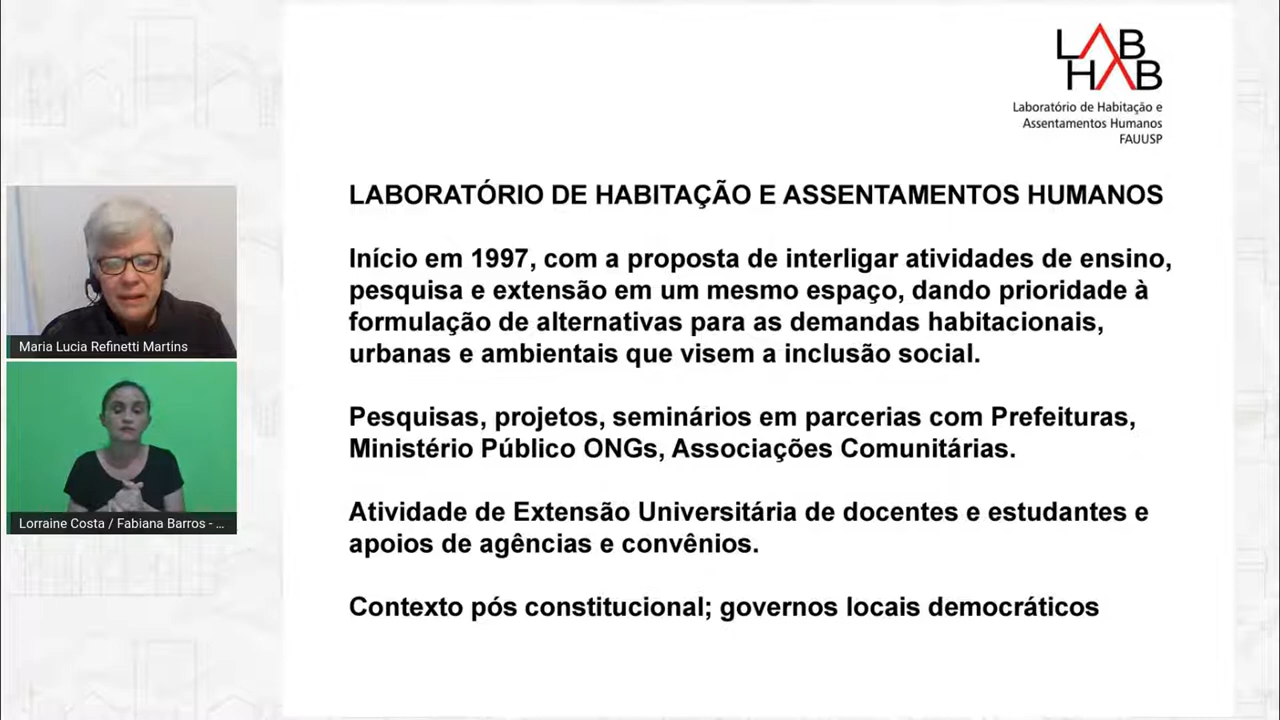 LAB
HAB
Laboratório de Habitação e
Assentamentos Humanos
FAUUSP
LABORATÓRIO DE HABITAÇÃO E ASSENTAMENTOS HUMANOS
Início em 1997, com a proposta de interligar atividades de ensino,
pesquisa e extensão em um mesmo espaço, dando prioridade à
formulação de alternativas para as demandas habitacionais,
urbanas e ambientais que visem a inclusão social.
Pesquisas, projetos, seminários em parcerias com Prefeituras,
Ministério Público ONGs, Associações Comunitárias.
Atividade de Extensão Universitária de docentes e estudantes e
apoios de agências e convênios.
Contexto pós constitucional; governos locais democráticos
Maria Lucia Refinetti Martins
Lorraine Costa / Fabiana Barros - ...